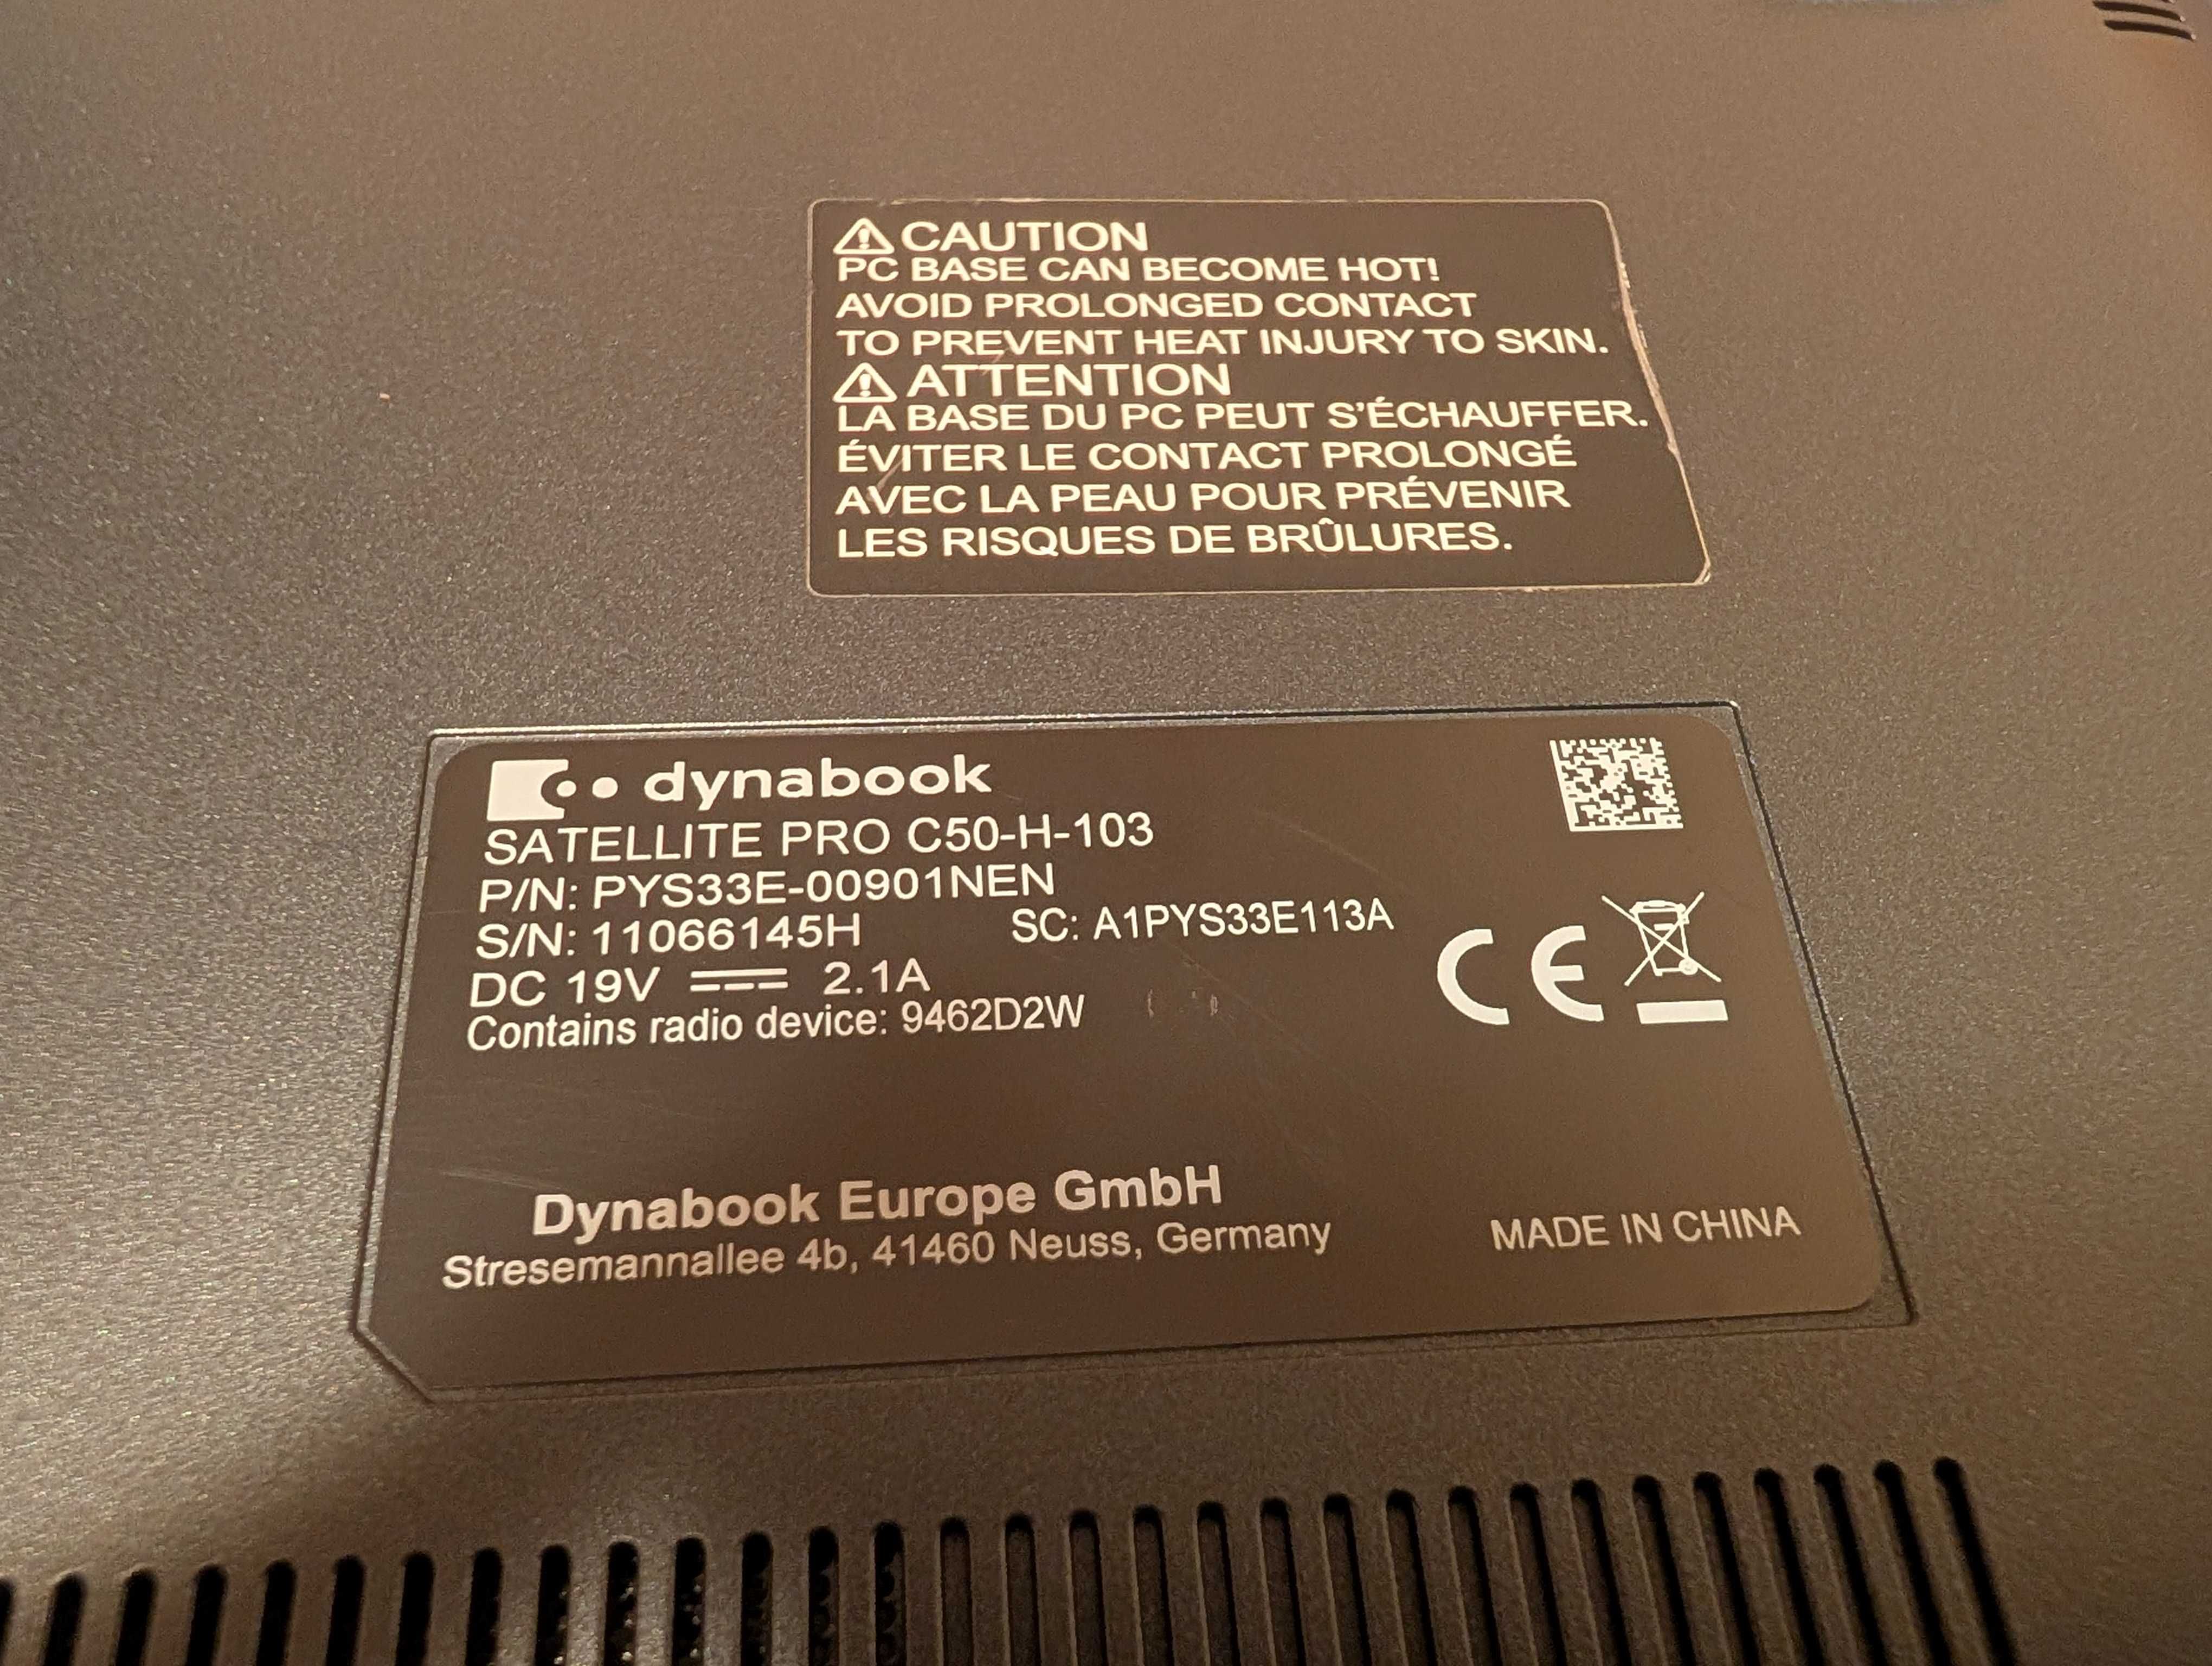 CAUTION
PC BASE CAN BECOME HOT!
AVOID PROLONGED CONTACT
TO PREVENT HEAT INJURY TO SKIN.
ATTENTION
LA BASE DU PC PEUT S'ÉCHAUFFER.
ÉVITER LE CONTACT PROLONGÉ
AVEC LA PEAU POUR PRÉVENIR
LES RISQUES DE BRÛLURES.
dynabook
SATELLITE PRO C50-H-103
P/N: PYS33E-00901NEN
S/N: 11066145H SC: A1PYS33E113A
DC 19V 2.1A
Contains radio device: 9462D2W
CE
Dynabook Europe GmbH
Stresemannallee 4b, 41460 Neuss, Germany
MADE IN CHINA